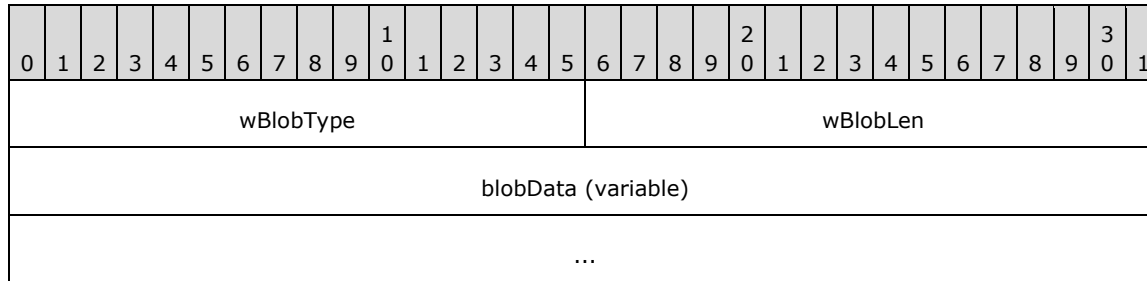 1 2 3
0 1 2 3 4 5 6 7 8 9 0 1 2 3 4 5 6 7 8 9 0 1 2 3 4 5 6 7 8 9 0 1
wBlobType wBlobLen
blobData (variable)
...